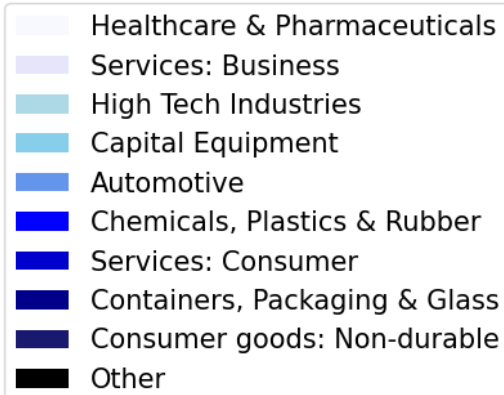 Healthcare & Pharmaceuticals
Services: Business
High Tech Industries
Capital Equipment
Automotive
Chemicals, Plastics & Rubber
Services: Consumer
Containers, Packaging & Glass
Consumer goods: Non-durable
Other